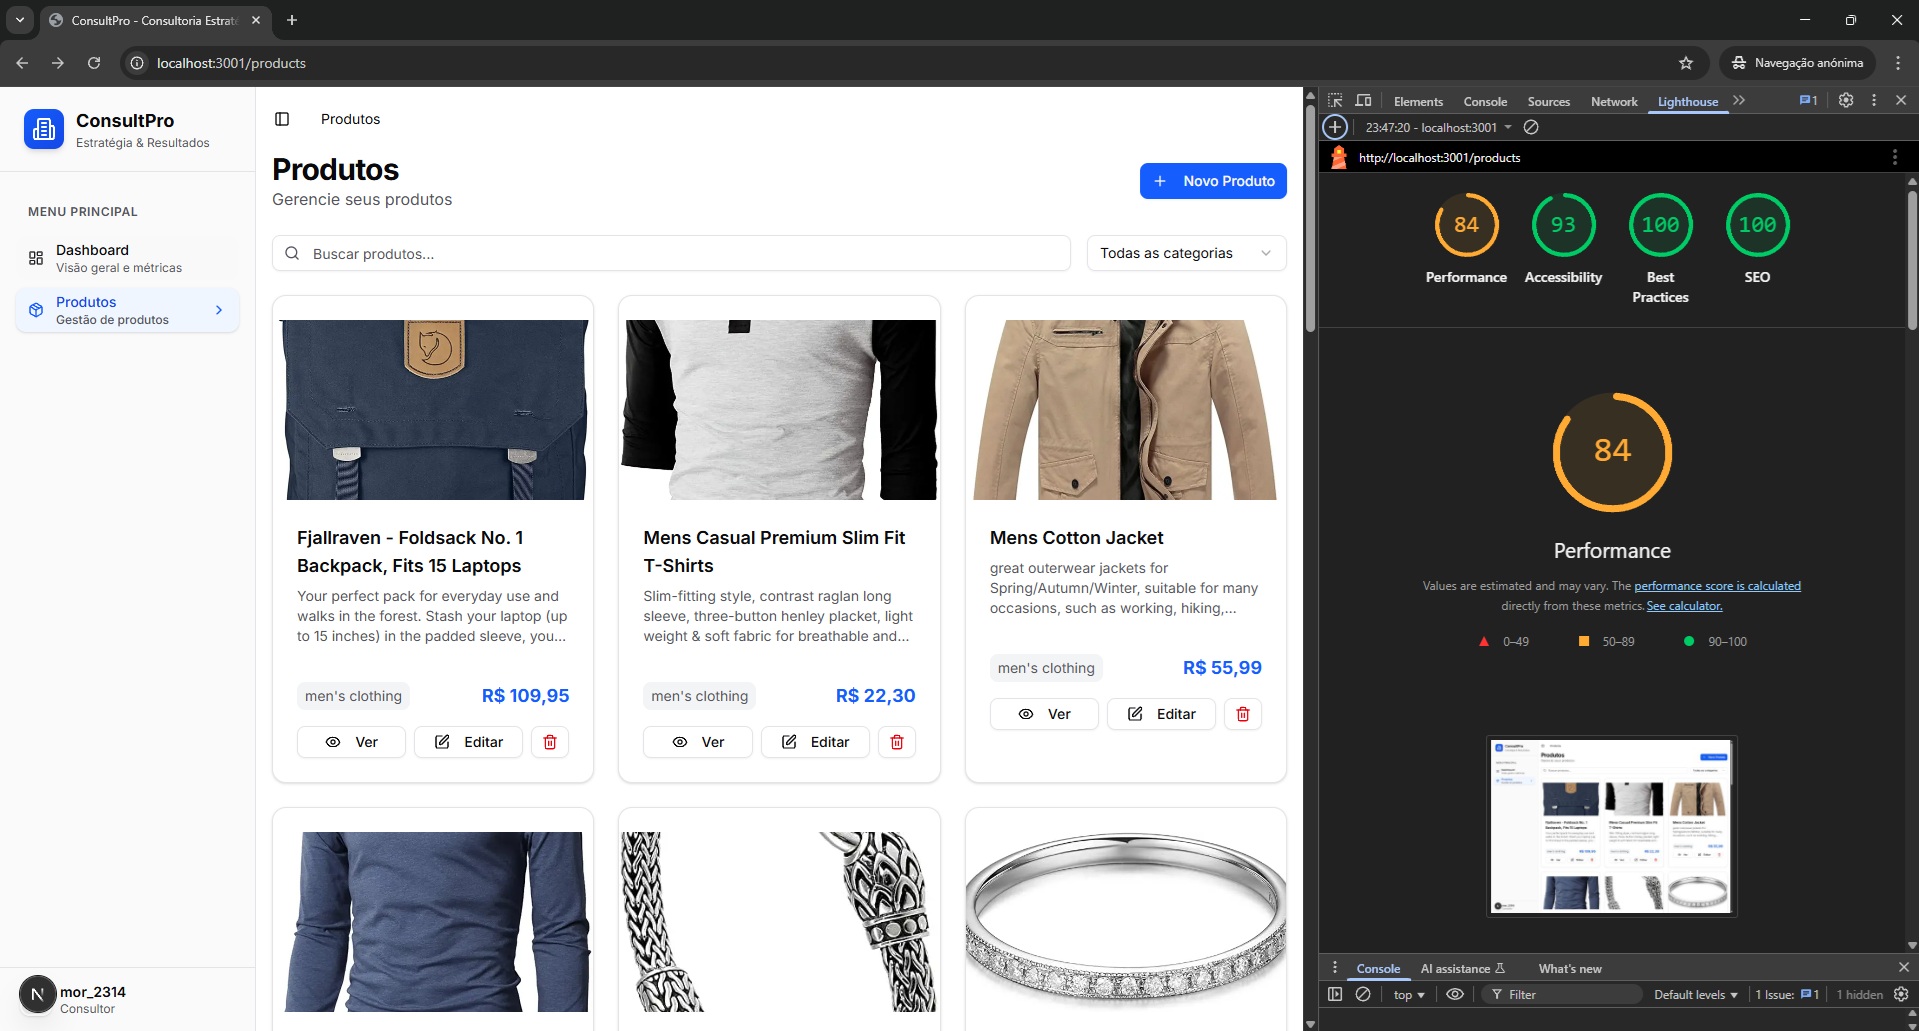 ConsultPro - Consultoria Estraté
localhost:3001/products
Navegação anónima
ConsultPro
Estratégia & Resultados
MENU PRINCIPAL
Dashboard
Visão geral e métricas
Produtos
Gestão de produtos
N
mor_2314
Consultor
Produtos
Produtos
Gerencie seus produtos
+ Novo Produto
Buscar produtos...
Todas as categorias
Fjallraven - Foldsack No. 1
Backpack, Fits 15 Laptops
Your perfect pack for everyday use and
walks in the forest. Stash your laptop (up
to 15 inches) in the padded sleeve, you...
men's clothing
R$ 109,95
Ver
Editar
Mens Casual Premium Slim Fit
T-Shirts
Slim-fitting style, contrast raglan long
sleeve, three-button henley placket, light
weight & soft fabric for breathable and...
men's clothing
R$ 22,30
Ver
Editar
Mens Cotton Jacket
great outerwear jackets for
Spring/Autumn/Winter, suitable for many
occasions, such as working, hiking,...
men's clothing
R$ 55,99
Ver
Editar
Elements
Console
Sources
Network
Lighthouse
1
23:47:20 - localhost:3001
http://localhost:3001/products
84
Performance
93
Accessibility
100
Best
Practices
100
SEO
84
Performance
Values are estimated and may vary. The performance score is calculated
directly from these metrics. See calculator.
0–49
50–89
90–100
Console
AI assistance
What's new
top
Filter
Default levels
1 Issue: 1
1 hidden